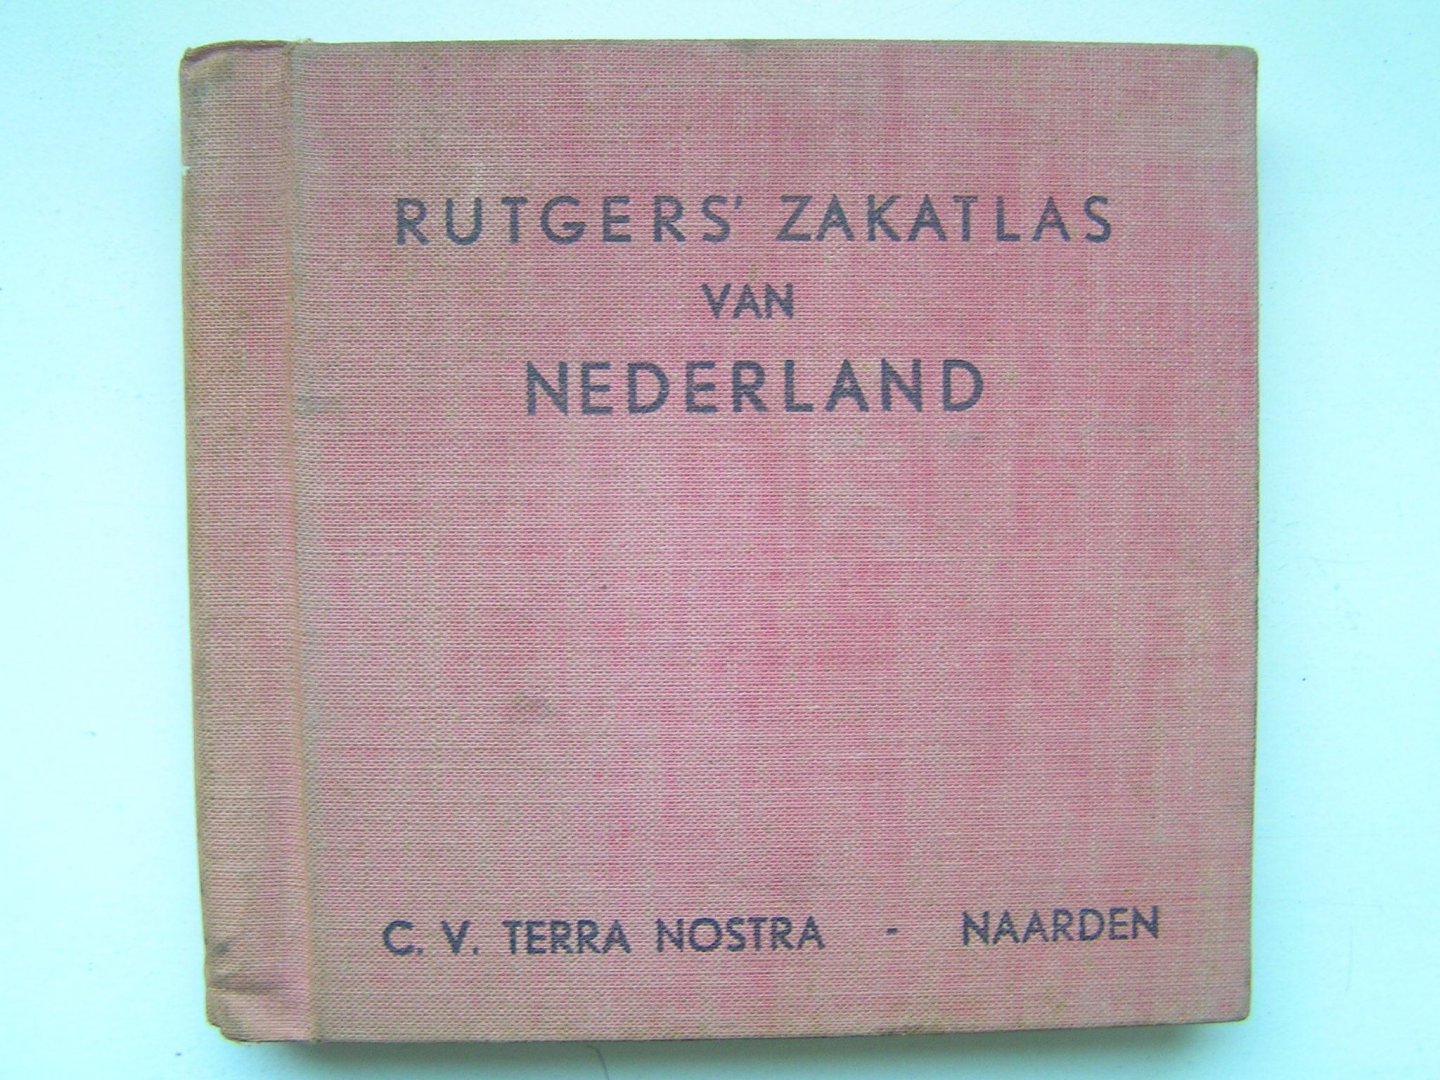 RUTGERS' ZAKATLAS
VAN
NEDERLAND
C. V. TERRA NOSTRA - NAARDEN